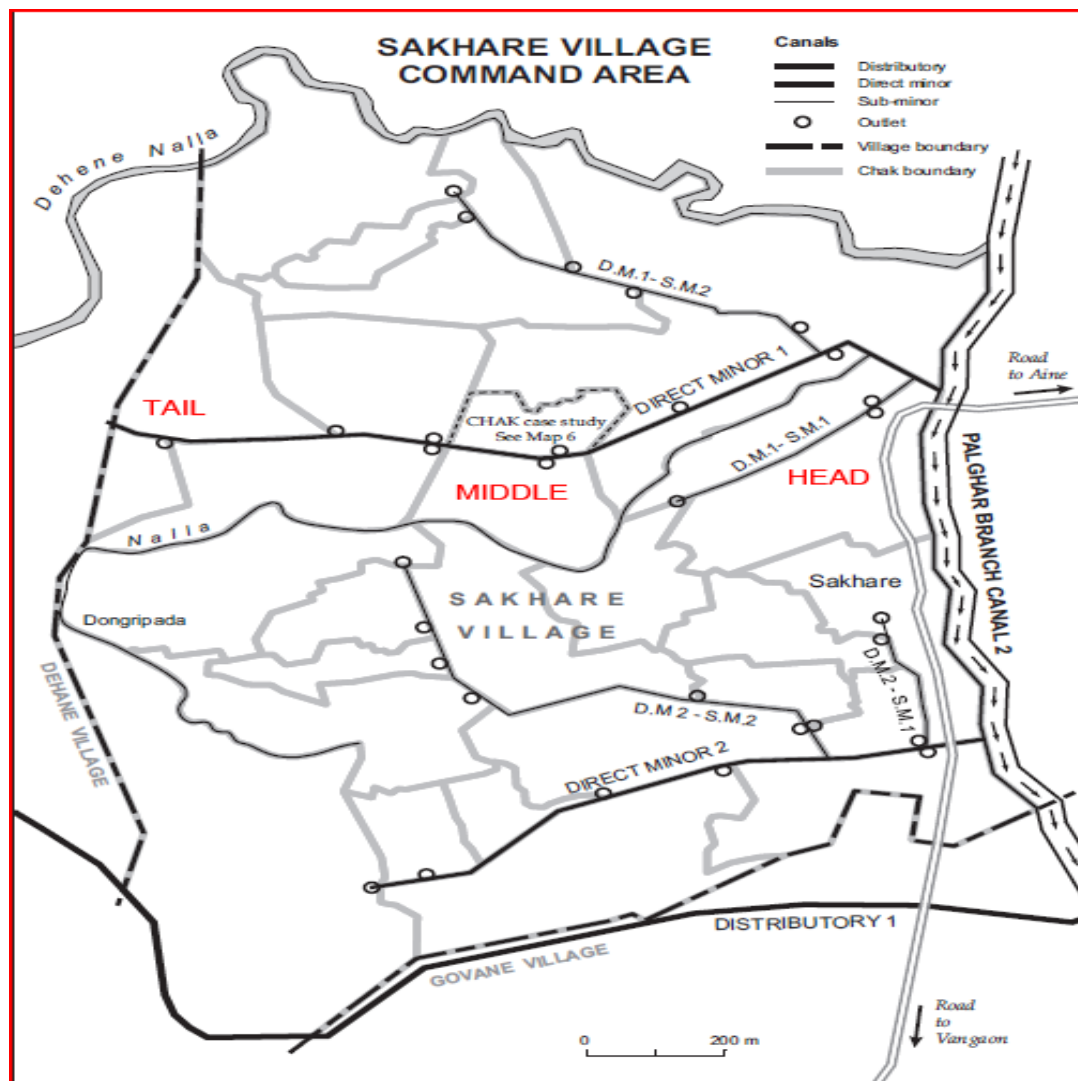 SAKHARE VILLAGE
COMMAND AREA
Canals
Distributory
Direct minor
Sub-minor
Outlet
Village boundary
Chak boundary
Dehene Nalla
D.M.1- S.M.2
Road
to Aine
DIRECT MINOR 1
TAIL
CHAK case study
See Map 6
D.M.1- S.M.1
MIDDLE
HEAD
PALGHAR BRANCH CANAL 2
Nalla
Sakhare
SAKHARE
VILLAGE
Dongripada
D.M.2 - S.M.1
DEHANE VILLAGE
D.M 2 - S.M.2
DIRECT MINOR 2
DISTRIBUTORY 1
GOVANE VILLAGE
Road
to
Vangaon
0 200 m